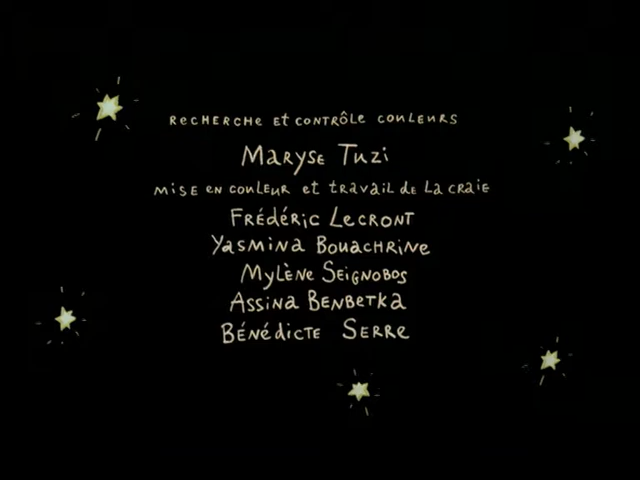 Recherche et contrôle couleurs
Maryse Tuzi
mise en couleur et travail de la craie
Frédéric Lecront
Yasmina Bouachrine
Mylène Seignobos
Assina Benbetka
Bénédicte Serre